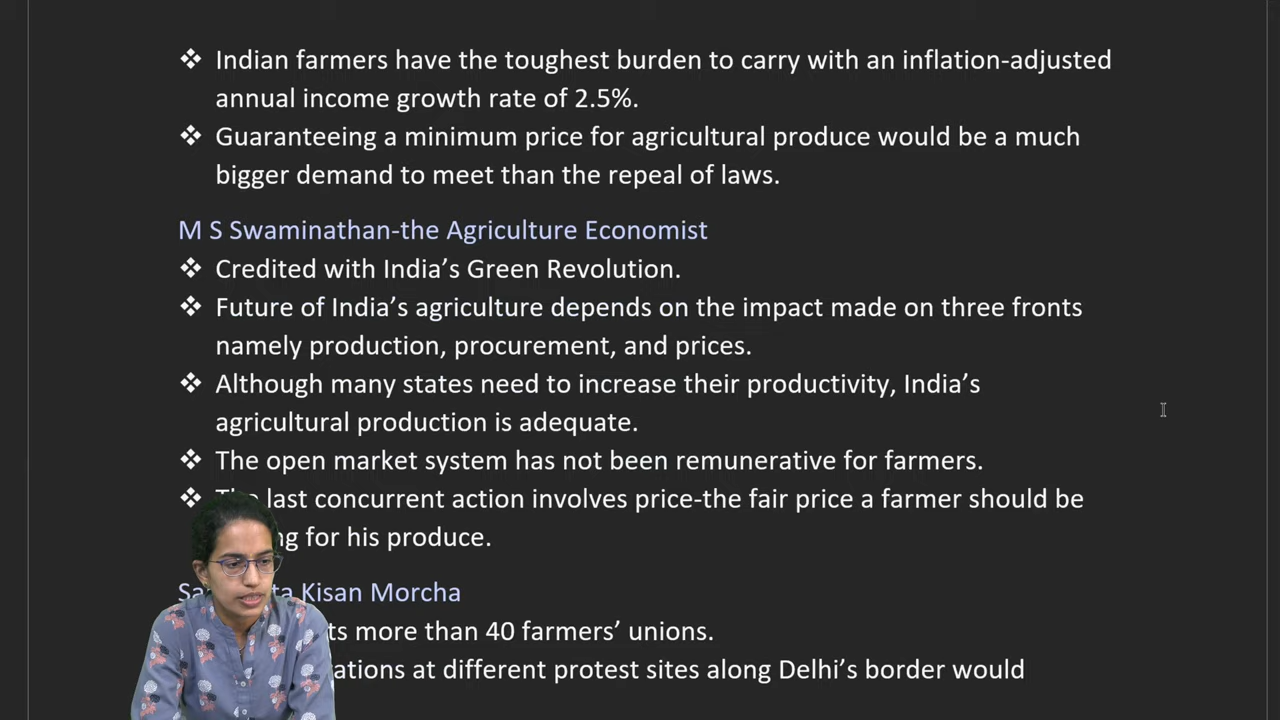 ❖ Indian farmers have the toughest burden to carry with an inflation-adjusted
annual income growth rate of 2.5%.
❖ Guaranteeing a minimum price for agricultural produce would be a much
bigger demand to meet than the repeal of laws.
M S Swaminathan-the Agriculture Economist
❖ Credited with India's Green Revolution.
❖ Future of India's agriculture depends on the impact made on three fronts
namely production, procurement, and prices.
❖ Although many states need to increase their productivity, India's
agricultural production is adequate.
❖ The open market system has not been remunerative for farmers.
❖ The last concurrent action involves price-the fair price a farmer should be
for his produce.
Kisan Morcha
more than 40 farmers' unions.
at different protest sites along Delhi's border would